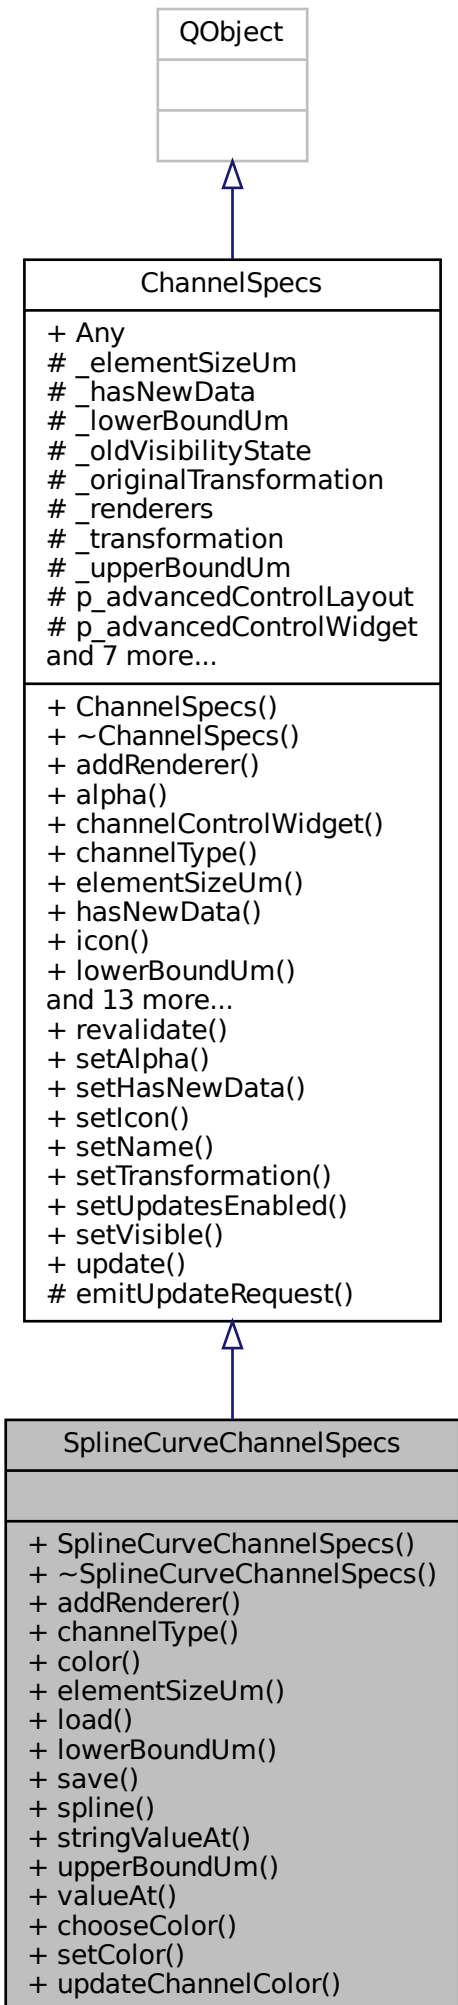 QObject
ChannelSpecs
+ Any
# _elementSizeUm
# _hasNewData
# _lowerBoundUm
# _oldVisibilityState
# _originalTransformation
# _renderers
# _transformation
# _upperBoundUm
# p_advancedControlLayout
# p_advancedControlWidget
and 7 more...
+ ChannelSpecs()
+ ~ChannelSpecs()
+ addRenderer()
+ alpha()
+ channelControlWidget()
+ channelType()
+ elementSizeUm()
+ hasNewData()
+ icon()
+ lowerBoundUm()
and 13 more...
+ revalidate()
+ setAlpha()
+ setHasNewData()
+ setIcon()
+ setName()
+ setTransformation()
+ setUpdatesEnabled()
+ setVisible()
+ update()
# emitUpdateRequest()
SplineCurveChannelSpecs
+ SplineCurveChannelSpecs()
+ ~SplineCurveChannelSpecs()
+ addRenderer()
+ channelType()
+ color()
+ elementSizeUm()
+ load()
+ lowerBoundUm()
+ save()
+ spline()
+ stringValueAt()
+ upperBoundUm()
+ valueAt()
+ chooseColor()
+ setColor()
+ updateChannelColor()